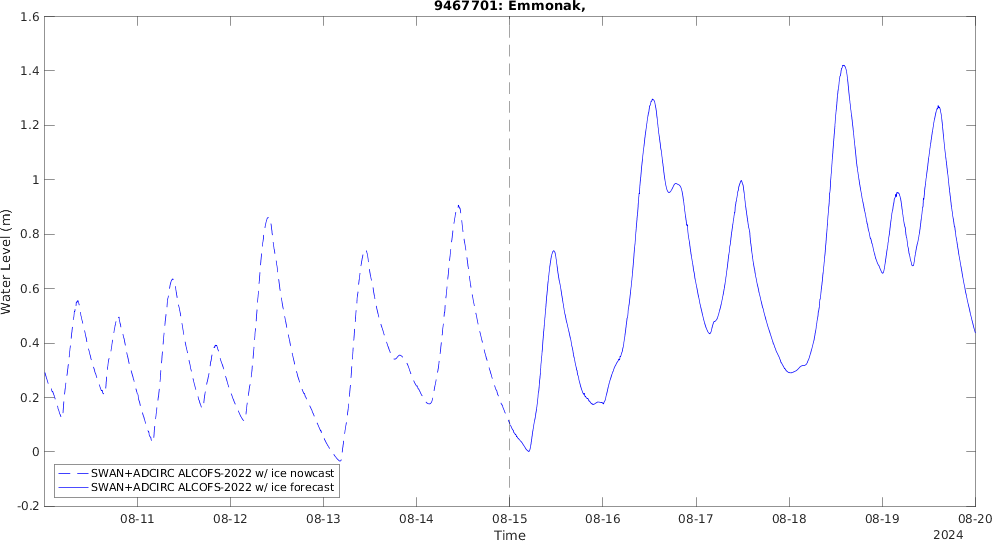 9467701: Emmonak,
1.6
1.4
1.2
1
0.8
0.6
0.4
0.2
0
-0.2
Water Level (m)
SWAN+ADCIRC ALCOFS-2022 w/ ice nowcast
SWAN+ADCIRC ALCOFS-2022 w/ ice forecast
08-11 08-12 08-13 08-14 08-15 08-16 08-17 08-18 08-19 08-20
Time
2024